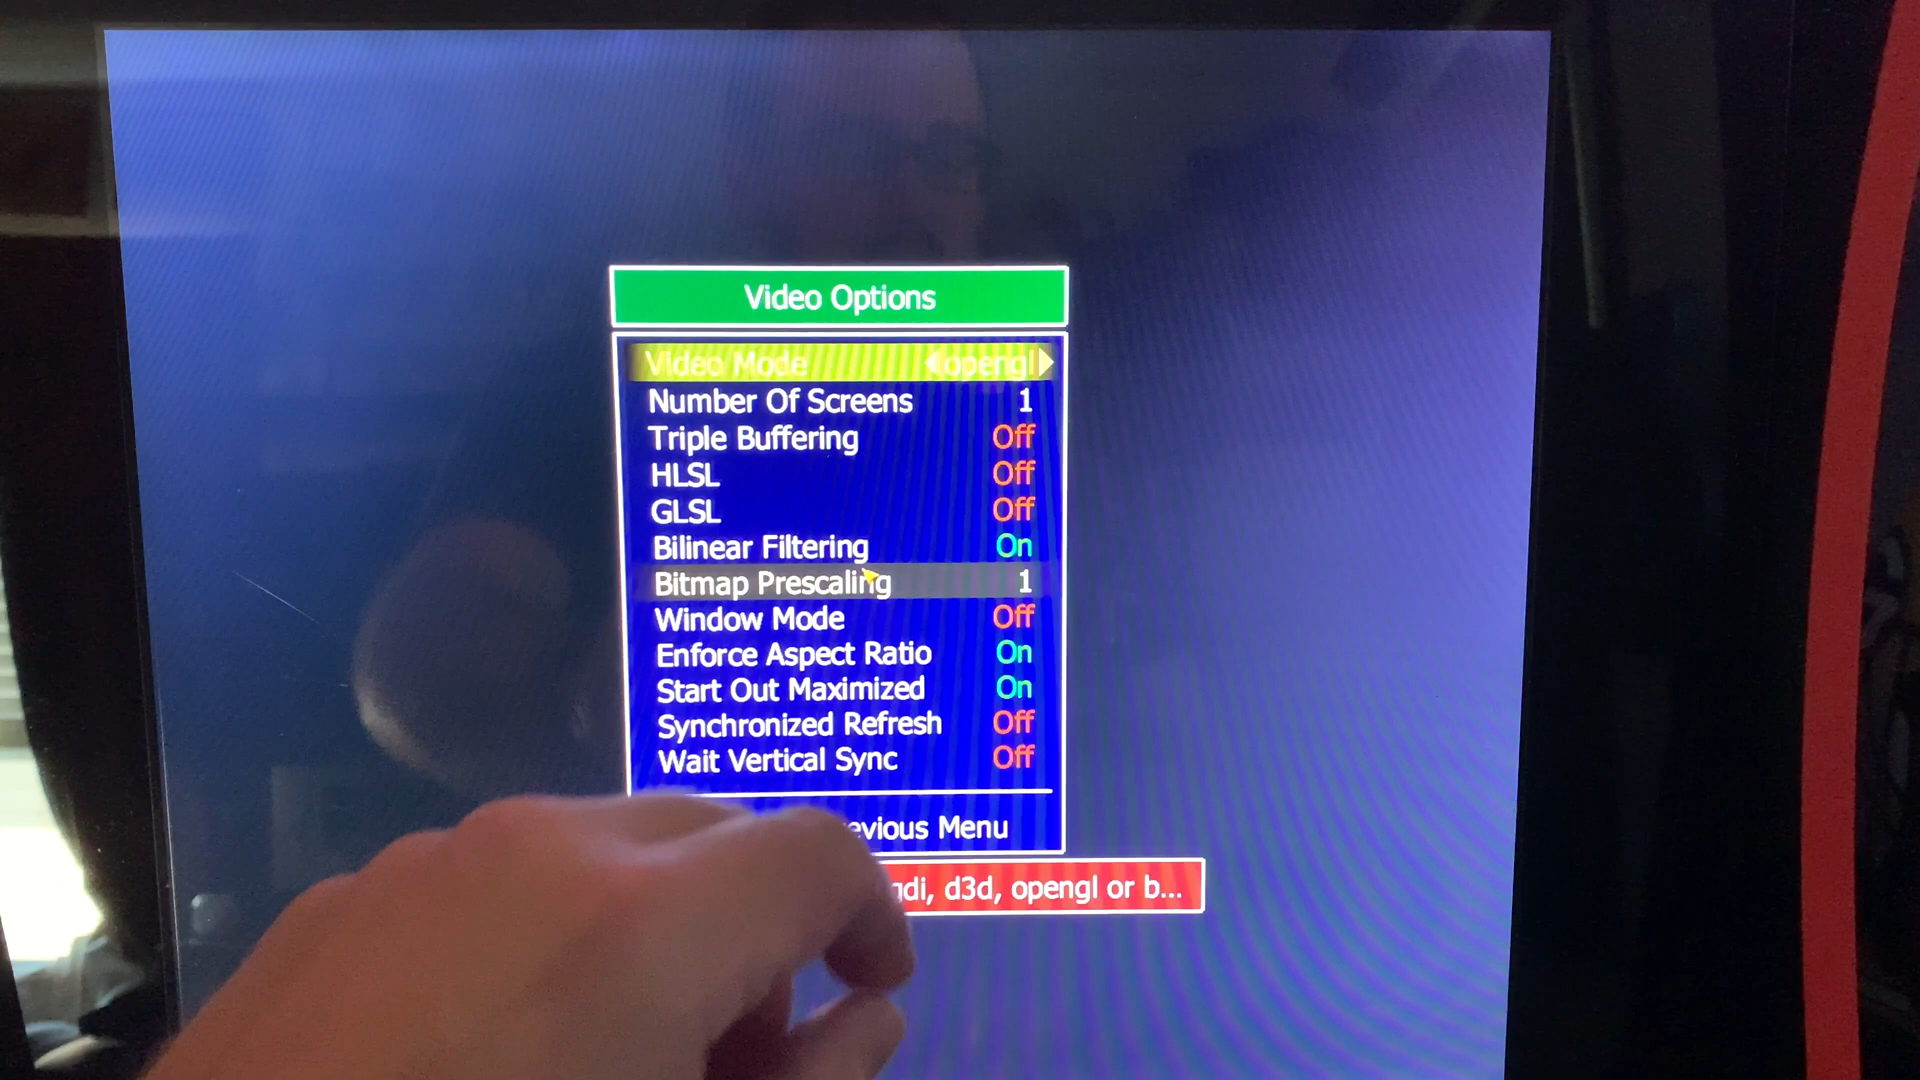 Video Options
Video Mode opengl
Number Of Screens 1
Triple Buffering Off
HLSL Off
GLSL Off
Bilinear Filtering On
Bitmap Prescaling 1
Window Mode Off
Enforce Aspect Ratio On
Start Out Maximized On
Synchronized Refresh Off
Wait Vertical Sync Off
Menu
d3d, opengl or b...